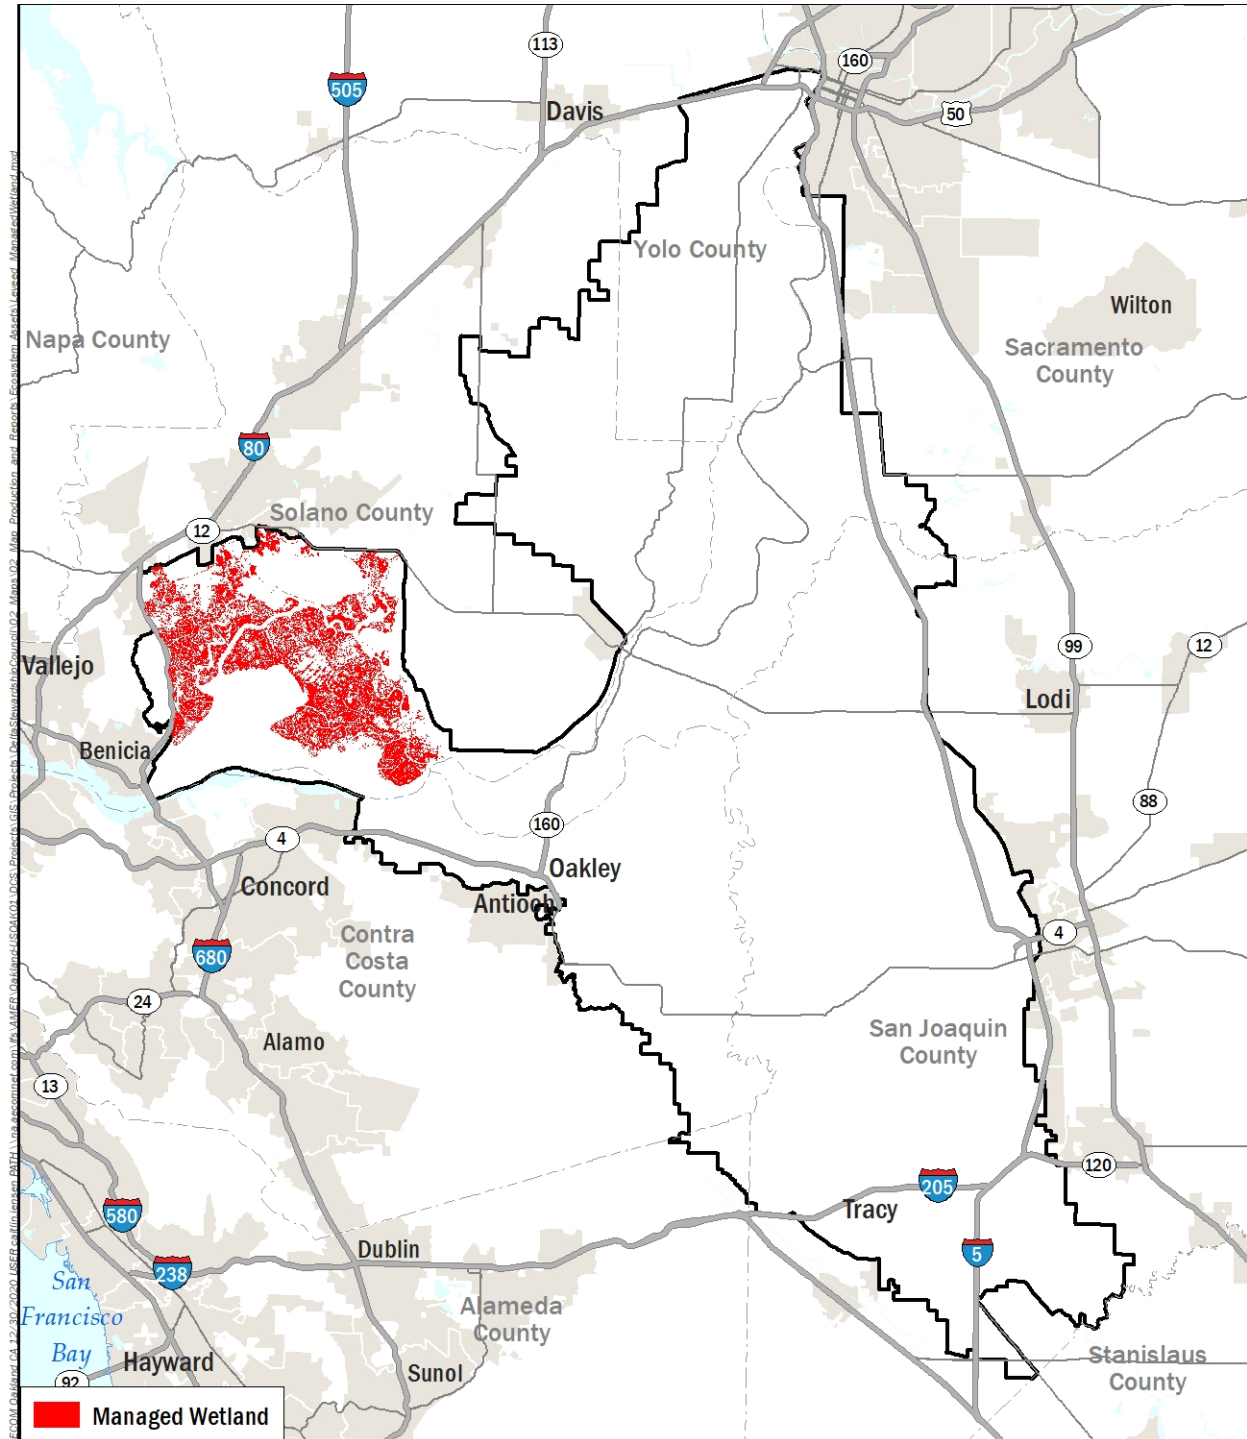 113
160
505
50
Davis
Yolo County
Wilton
Napa County
Sacramento
County
80
Solano County
12
99
12
Vallejo
Lodi
Benicia
88
160
4
Oakley
Concord
Antioch
4
Contra
Costa
County
680
24
San Joaquin
County
Alamo
13
120
205
Tracy
580
5
Dublin
238
San
Francisco
Bay
Alameda
County
Stanislaus
County
Hayward
Sunol
92
Managed Wetland